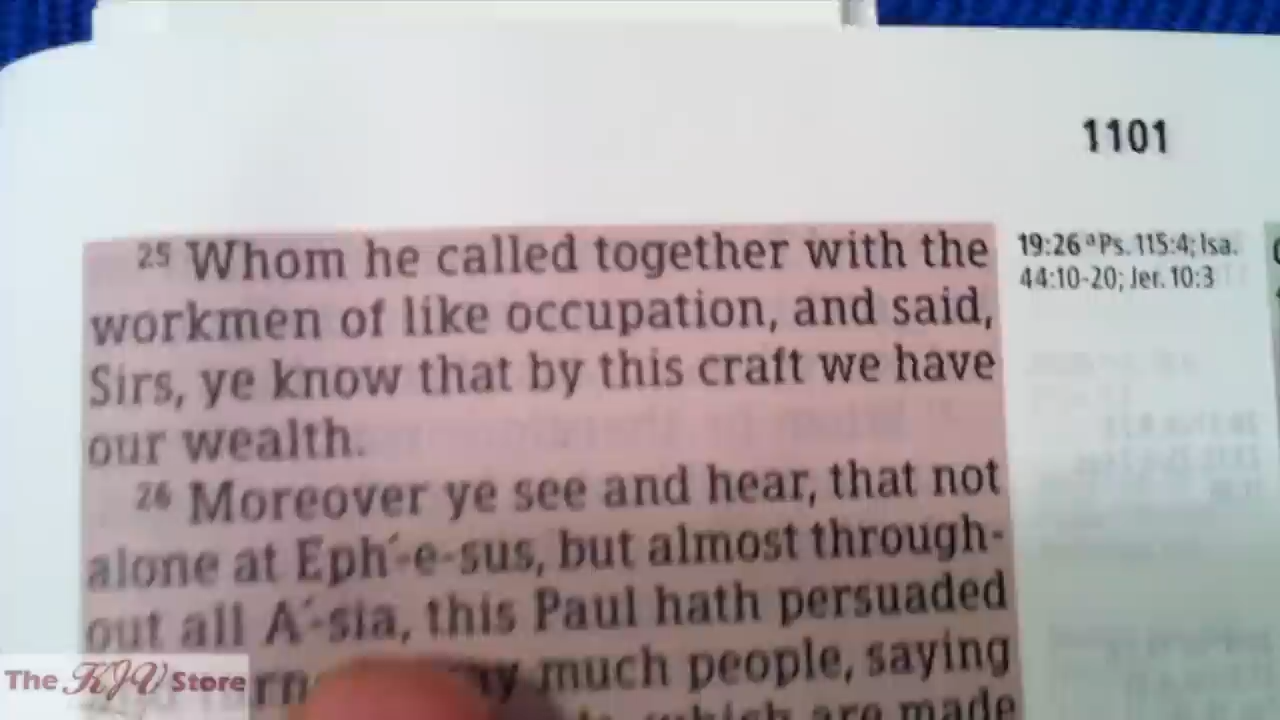 1101
25 Whom he called together with the
workmen of like occupation, and said,
Sirs, ye know that by this craft we have
our wealth.
26 Moreover ye see and hear, that not
alone at Eph´-e-sus, but almost through-
out all A´-sia, this Paul hath persuaded
much people, saying
which are made
19:26 a Ps. 115:4; Isa.
44:10-20; Jer. 10:3
The KJV Store